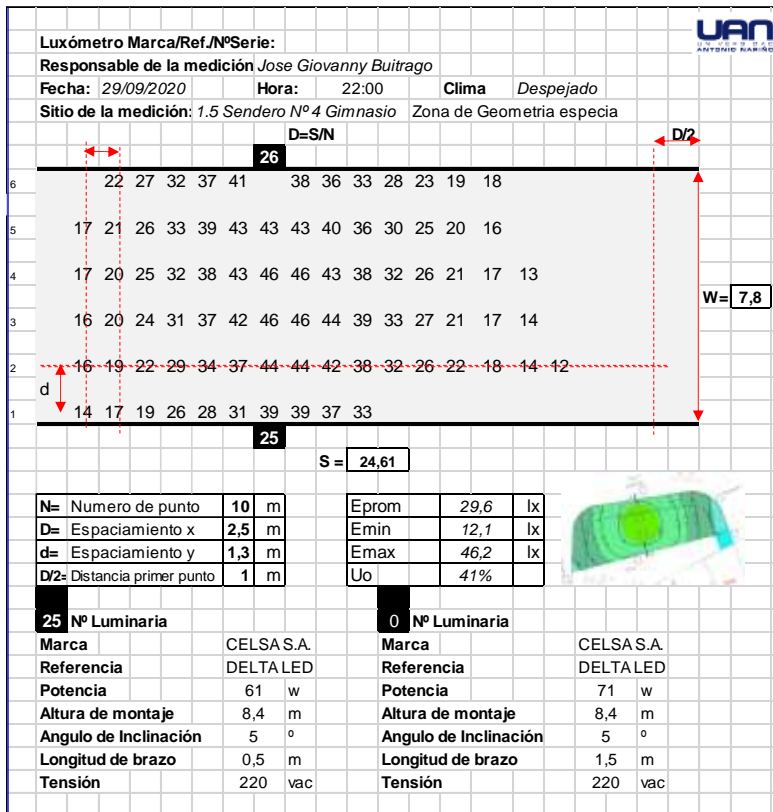 UAN
UNIVERSIDAD
ANTONIO NARIÑO
Luxómetro Marca/Ref./NºSerie:
Responsable de la medición Jose Giovanny Buitrago
Fecha: 29/09/2020 Hora: 22:00 Clima Despejado
Sitio de la medición: 1.5 Sendero Nº 4 Gimnasio Zona de Geometria especia
D=S/N D/2
26
6 22 27 32 37 41 38 36 33 28 23 19 18
5 17 21 26 33 39 43 43 43 40 36 30 25 20 16
4 17 20 25 32 38 43 46 46 43 38 32 26 21 17 13
W= 7,8
3 16 20 24 31 37 42 46 46 44 39 33 27 21 17 14
2 16 19 22 29 34 37 44 44 42 38 32 26 22 18 14 12
d
1 14 17 19 26 28 31 39 39 37 33
25
S = 24,61
N= Numero de punto 10 m Eprom 29,6 lx
D= Espaciamiento x 2,5 m Emin 12,1 lx
d= Espaciamiento y 1,3 m Emax 46,2 lx
D/2= Distancia primer punto 1 m Uo 41%
25 Nº Luminaria 0 Nº Luminaria
Marca CELSA S.A. Marca CELSA S.A.
Referencia DELTA LED Referencia DELTA LED
Potencia 61 w Potencia 71 w
Altura de montaje 8,4 m Altura de montaje 8,4 m
Angulo de Inclinación 5 º Angulo de Inclinación 5 º
Longitud de brazo 0,5 m Longitud de brazo 1,5 m
Tensión 220 vac Tensión 220 vac